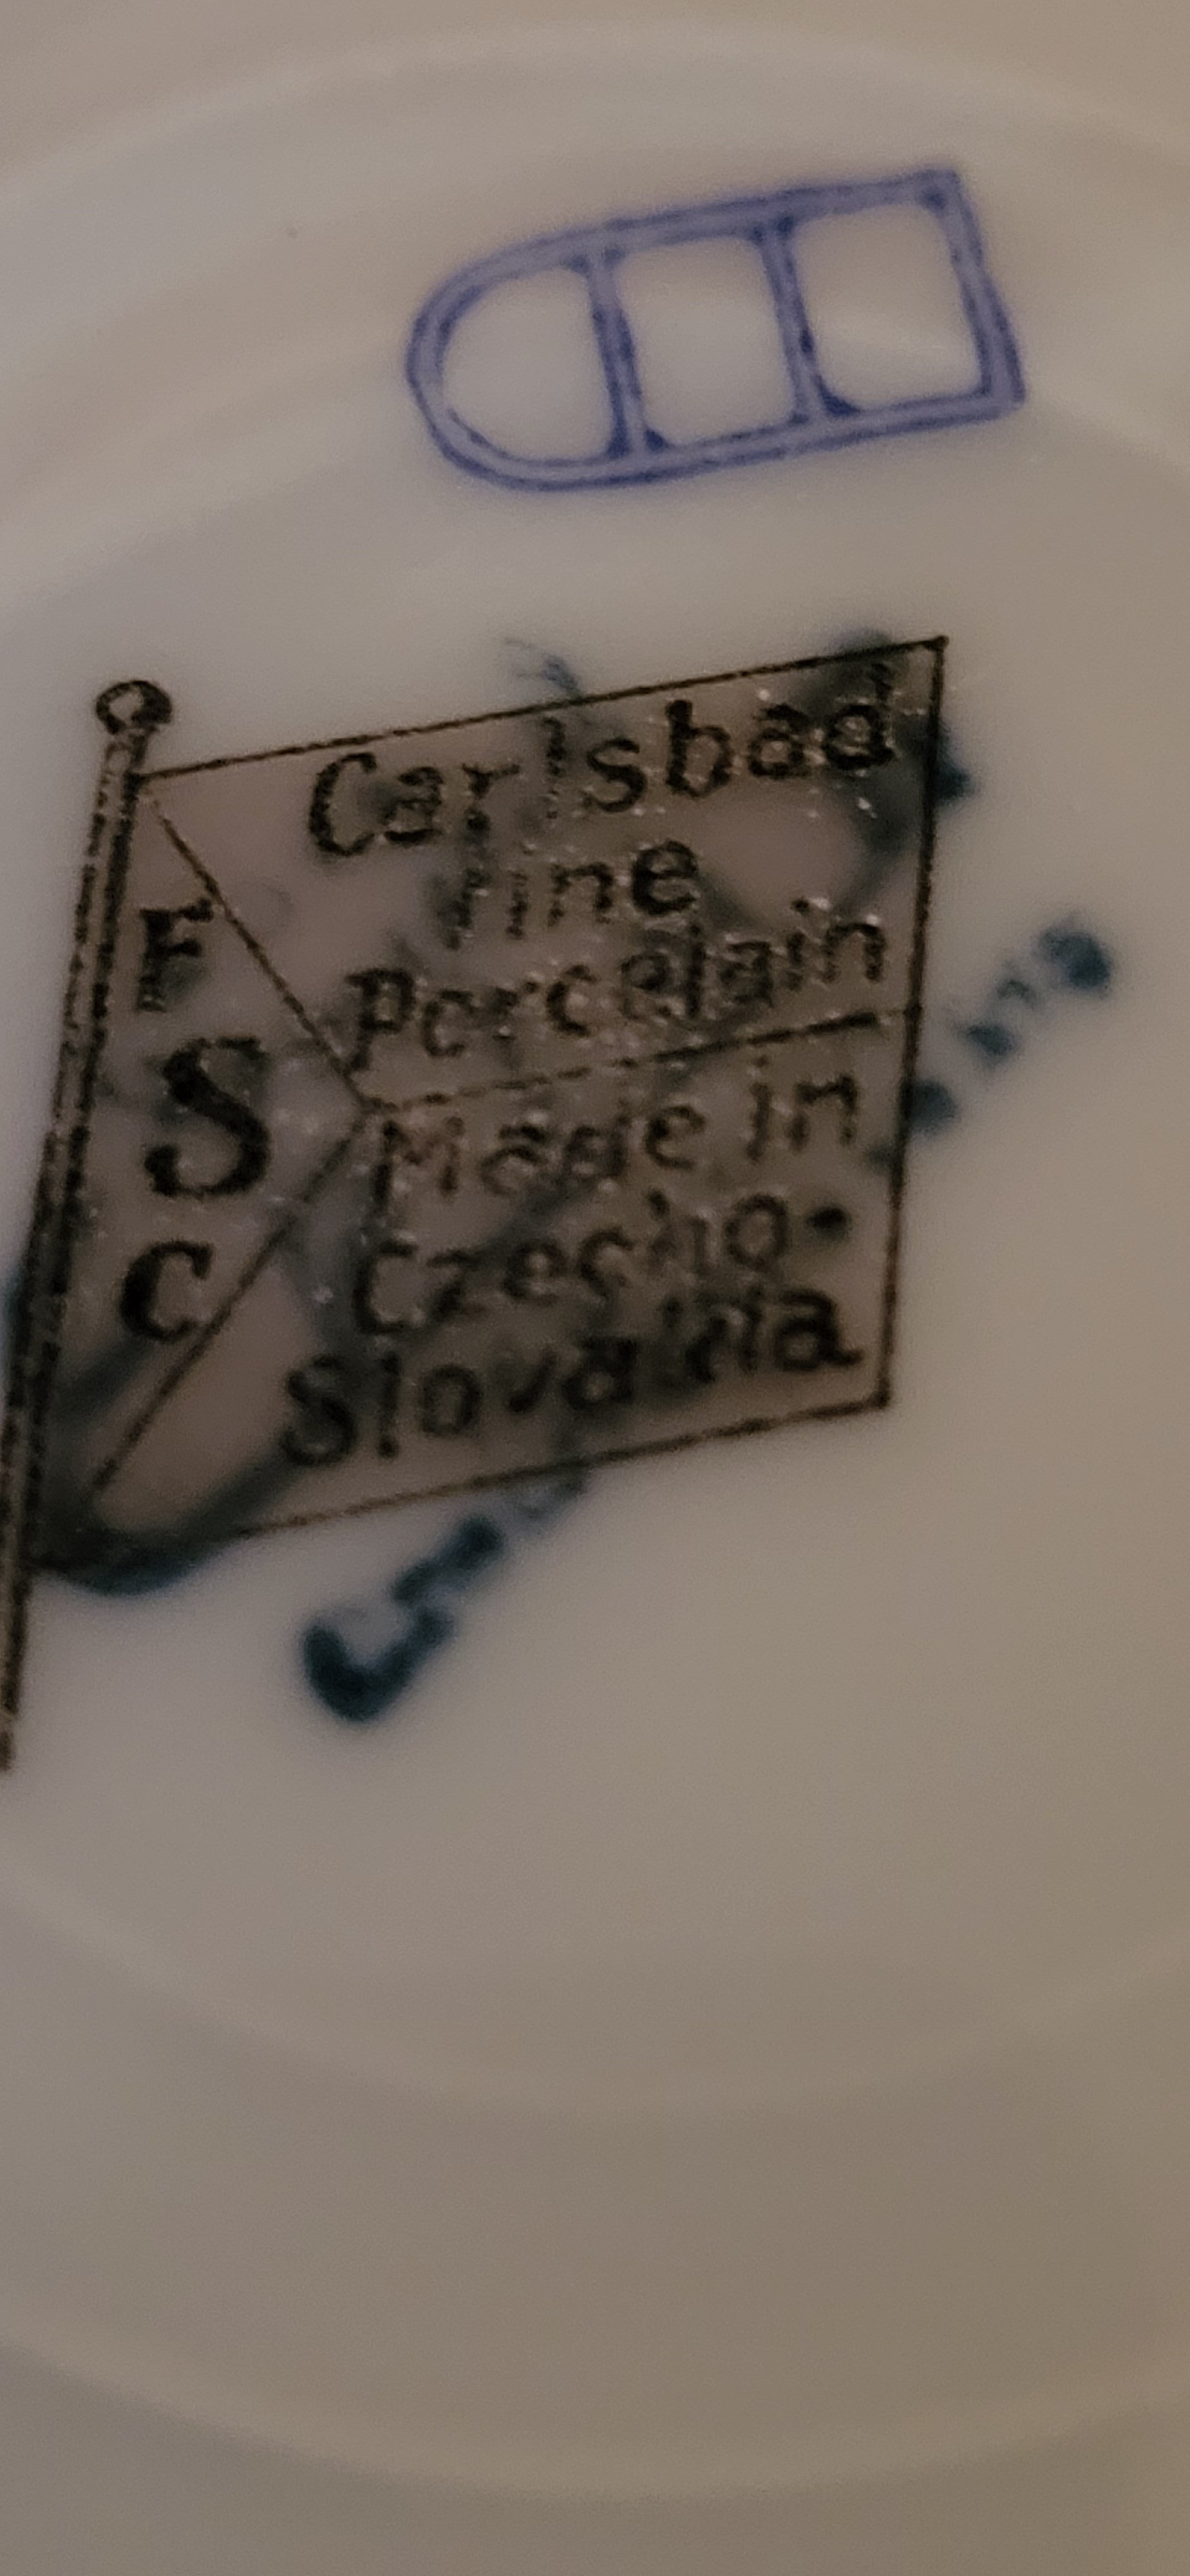 Carlsbad
fine
Porcelain
F
S
C
Made in
Czecho-
Slovakia